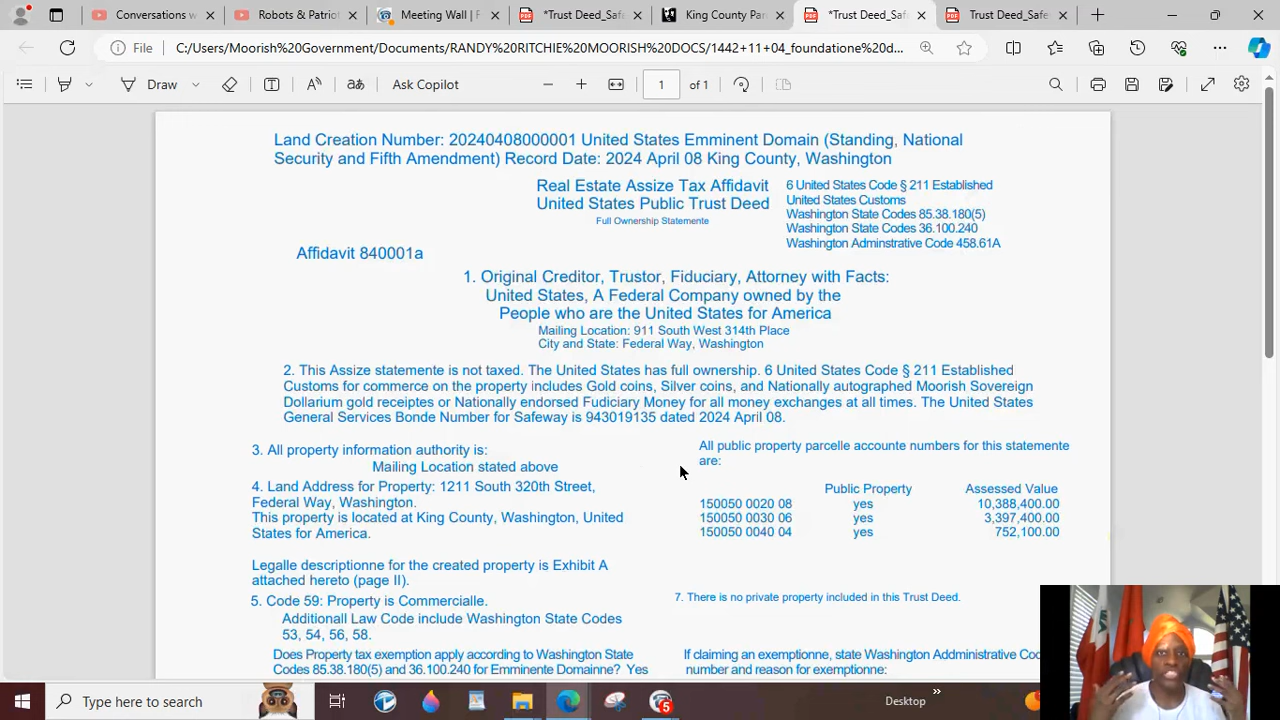 Conversations w
Robots & Patriot
Meeting Wall | F
*Trust Deed_Safe
King County Par
*Trust Deed_Safe
Trust Deed_Safe
File
C:/Users/Moorish%20Government/Documents/RANDY%20RITCHIE%20MOORISH%20DOCS/1442+11+04_foundatione%20d...
Draw
Ask Copilot
1
of 1
Land Creation Number: 20240408000001 United States Emminent Domain (Standing, National
Security and Fifth Amendment) Record Date: 2024 April 08 King County, Washington
Real Estate Assize Tax Affidavit
United States Public Trust Deed
Full Ownership Statemente
6 United States Code § 211 Established
United States Customs
Washington State Codes 85.38.180(5)
Washington State Codes 36.100.240
Washington Adminstrative Code 458.61A
Affidavit 840001a
1. Original Creditor, Trustor, Fiduciary, Attorney with Facts:
United States, A Federal Company owned by the
People who are the United States for America
Mailing Location: 911 South West 314th Place
City and State: Federal Way, Washington
2. This Assize statemente is not taxed. The United States has full ownership. 6 United States Code § 211 Established
Customs for commerce on the property includes Gold coins, Silver coins, and Nationally autographed Moorish Sovereign
Dollarium gold receiptes or Nationally endorsed Fudiciary Money for all money exchanges at all times. The United States
General Services Bonde Number for Safeway is 943019135 dated 2024 April 08.
3. All property information authority is:
Mailing Location stated above
4. Land Address for Property: 1211 South 320th Street,
Federal Way, Washington.
This property is located at King County, Washington, United
States for America.
Legalle descriptionne for the created property is Exhibit A
attached hereto (page II).
5. Code 59: Property is Commercialle.
Additionall Law Code include Washington State Codes
53, 54, 56, 58.
Does Property tax exemption apply according to Washington State
Codes 85.38.180(5) and 36.100.240 for Emminente Domainne? Yes
All public property parcelle accounte numbers for this statemente
are:
Public Property Assessed Value
150050 0020 08 yes 10,388,400.00
150050 0030 06 yes 3,397,400.00
150050 0040 04 yes 752,100.00
7. There is no private property included in this Trust Deed.
If claiming an exemptionne, state Washington Addministrative Co
number and reason for exemptionne:
Type here to search
5
Desktop